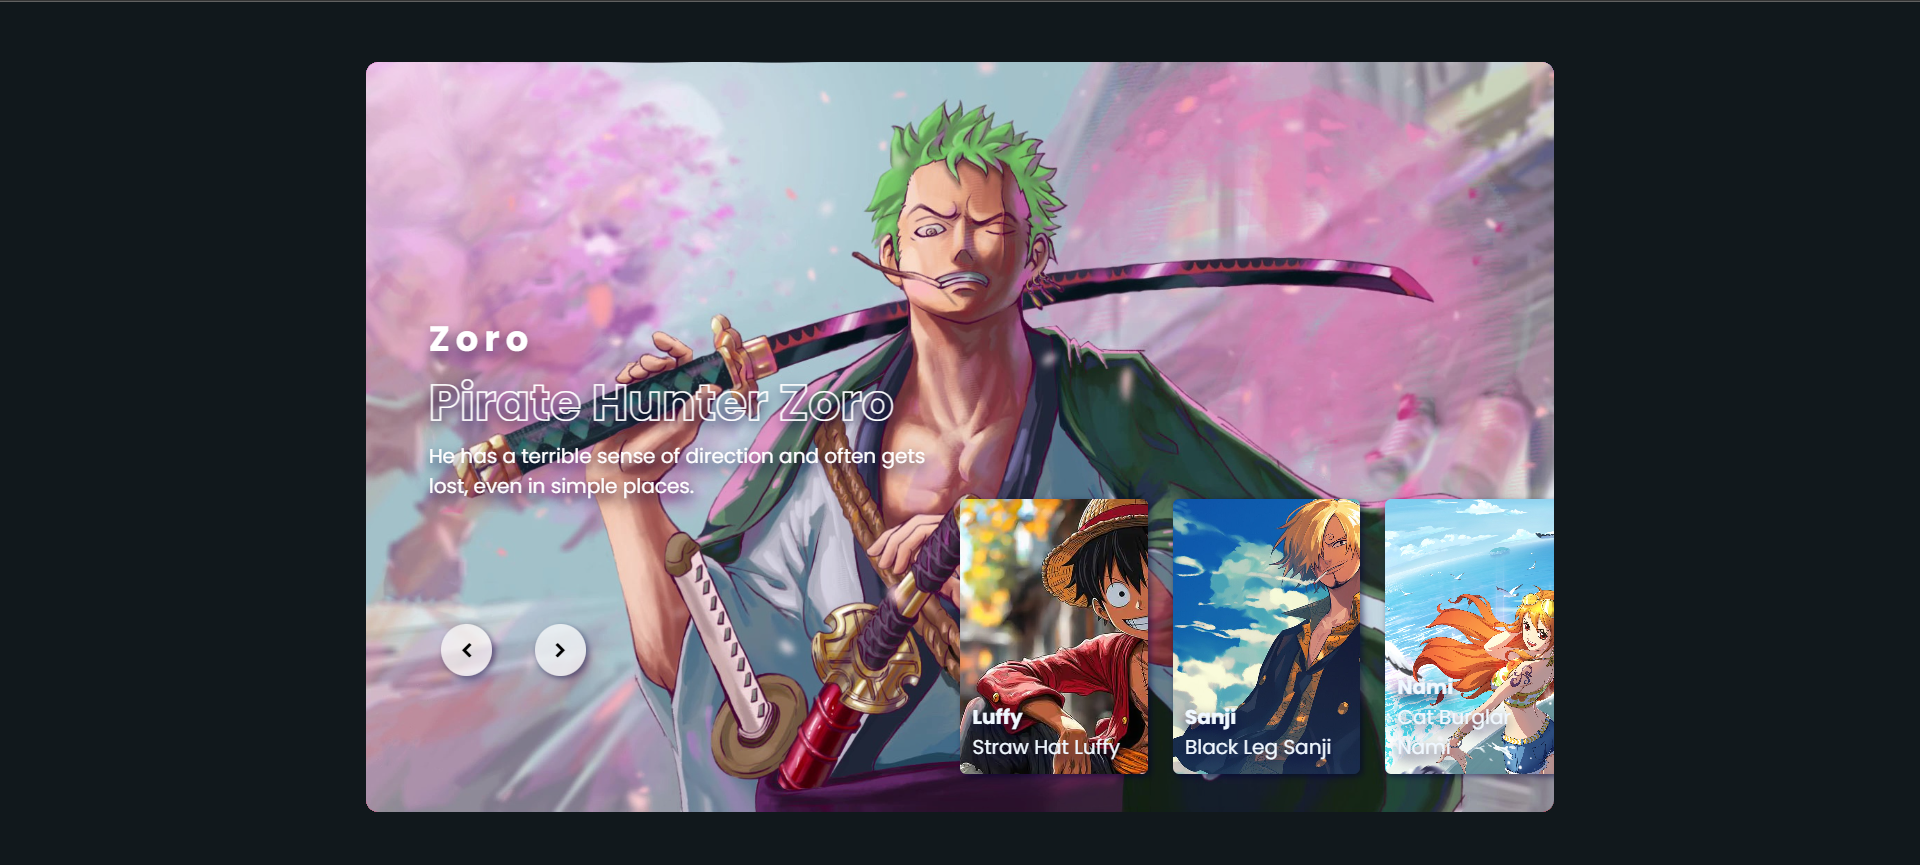 Zoro
Pirate Hunter Zoro
He has a terrible sense of direction and often gets
lost, even in simple places.
Luffy
Straw Hat Luffy
Sanji
Black Leg Sanji
Nami
Cat Burglar
Nami